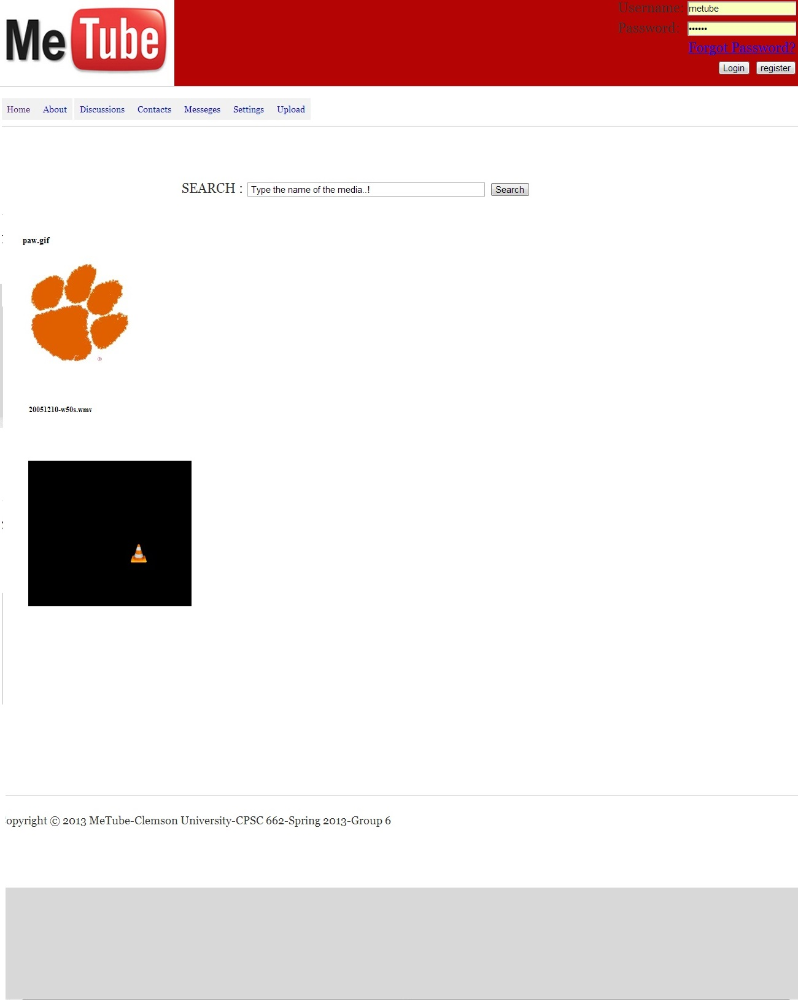 MeTube
Username: metube
Password: ••••••
Forgot Password?
Login register
Home About Discussions Contacts Messeges Settings Upload
SEARCH : Type the name of the media..! Search
paw.gif
®
20051210-w50s.wmv
opyright © 2013 MeTube-Clemson University-CPSC 662-Spring 2013-Group 6